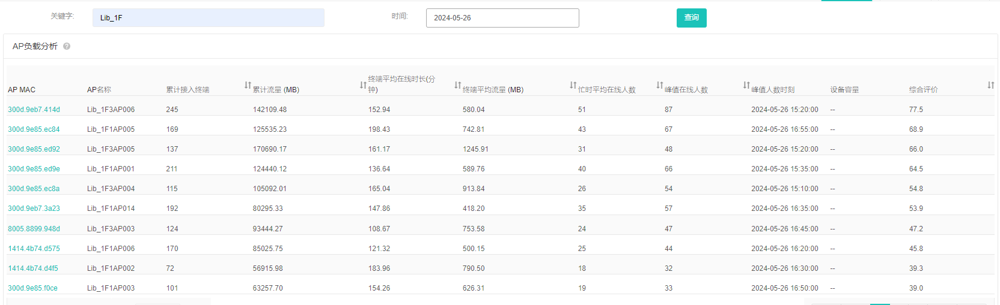 关键字: Lib_1F 时间: 2024-05-26 查询
AP负载分析 ?
AP MAC AP名称 累计接入终端 累计流量 (MB) 终端平均在线时长(分钟) 终端平均流量 (MB) 忙时平均在线人数 峰值在线人数 峰值人数时刻 设备容量 综合评价
300d.9eb7.414d Lib_1F3AP006 245 142109.48 152.94 580.04 51 87 2024-05-26 15:20:00 -- 77.5
300d.9e85.ec84 Lib_1F1AP005 169 125535.23 198.43 742.81 43 67 2024-05-26 16:55:00 -- 68.9
300d.9e85.ed92 Lib_1F3AP005 137 170690.17 161.17 1245.91 31 48 2024-05-26 15:20:00 -- 66.0
300d.9e85.ed9e Lib_1F1AP001 211 124440.12 136.64 589.76 40 66 2024-05-26 15:35:00 -- 64.5
300d.9e85.ec8a Lib_1F3AP004 115 105092.01 165.04 913.84 26 54 2024-05-26 15:10:00 -- 54.8
300d.9eb7.3a23 Lib_1F1AP014 192 80295.33 147.86 418.20 35 57 2024-05-26 16:35:00 -- 53.9
8005.8899.948d Lib_1F3AP003 124 93444.27 108.67 753.58 24 47 2024-05-26 16:45:00 -- 47.2
1414.4b74.d575 Lib_1F1AP006 170 85025.75 121.32 500.15 25 44 2024-05-26 16:20:00 -- 45.8
1414.4b74.d4f5 Lib_1F1AP002 72 56915.98 183.96 790.50 18 32 2024-05-26 16:30:00 -- 39.3
300d.9e85.f0ce Lib_1F1AP003 101 63257.70 154.26 626.31 19 33 2024-05-26 16:50:00 -- 39.0